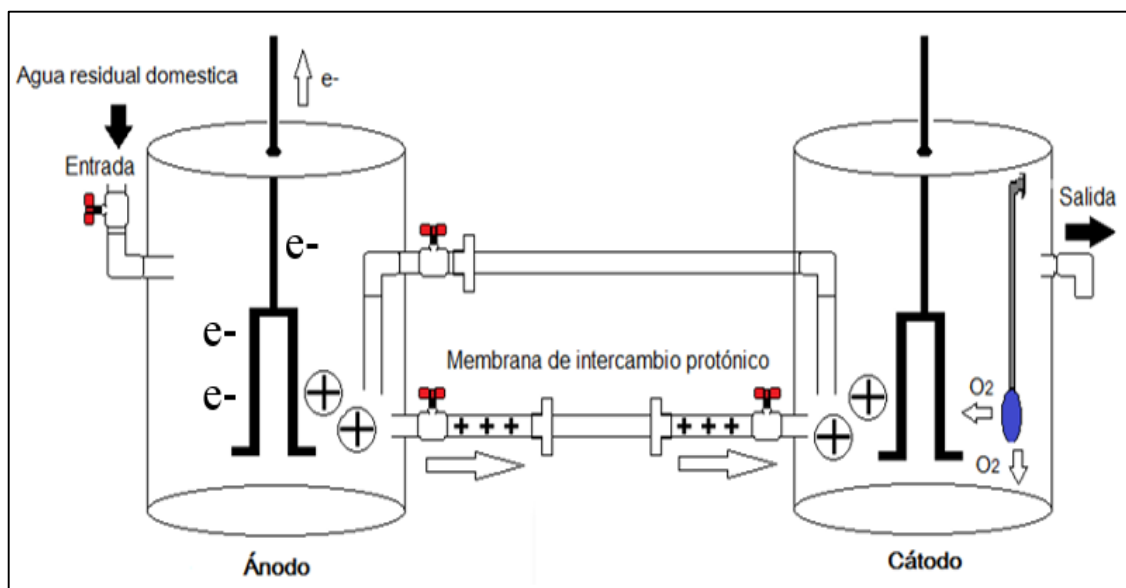 Agua residual domestica
e-
Entrada
Salida
e-
e-
Membrana de intercambio protónico
e-
O2
+ + +
+ + +
O2
Ánodo
Cátodo